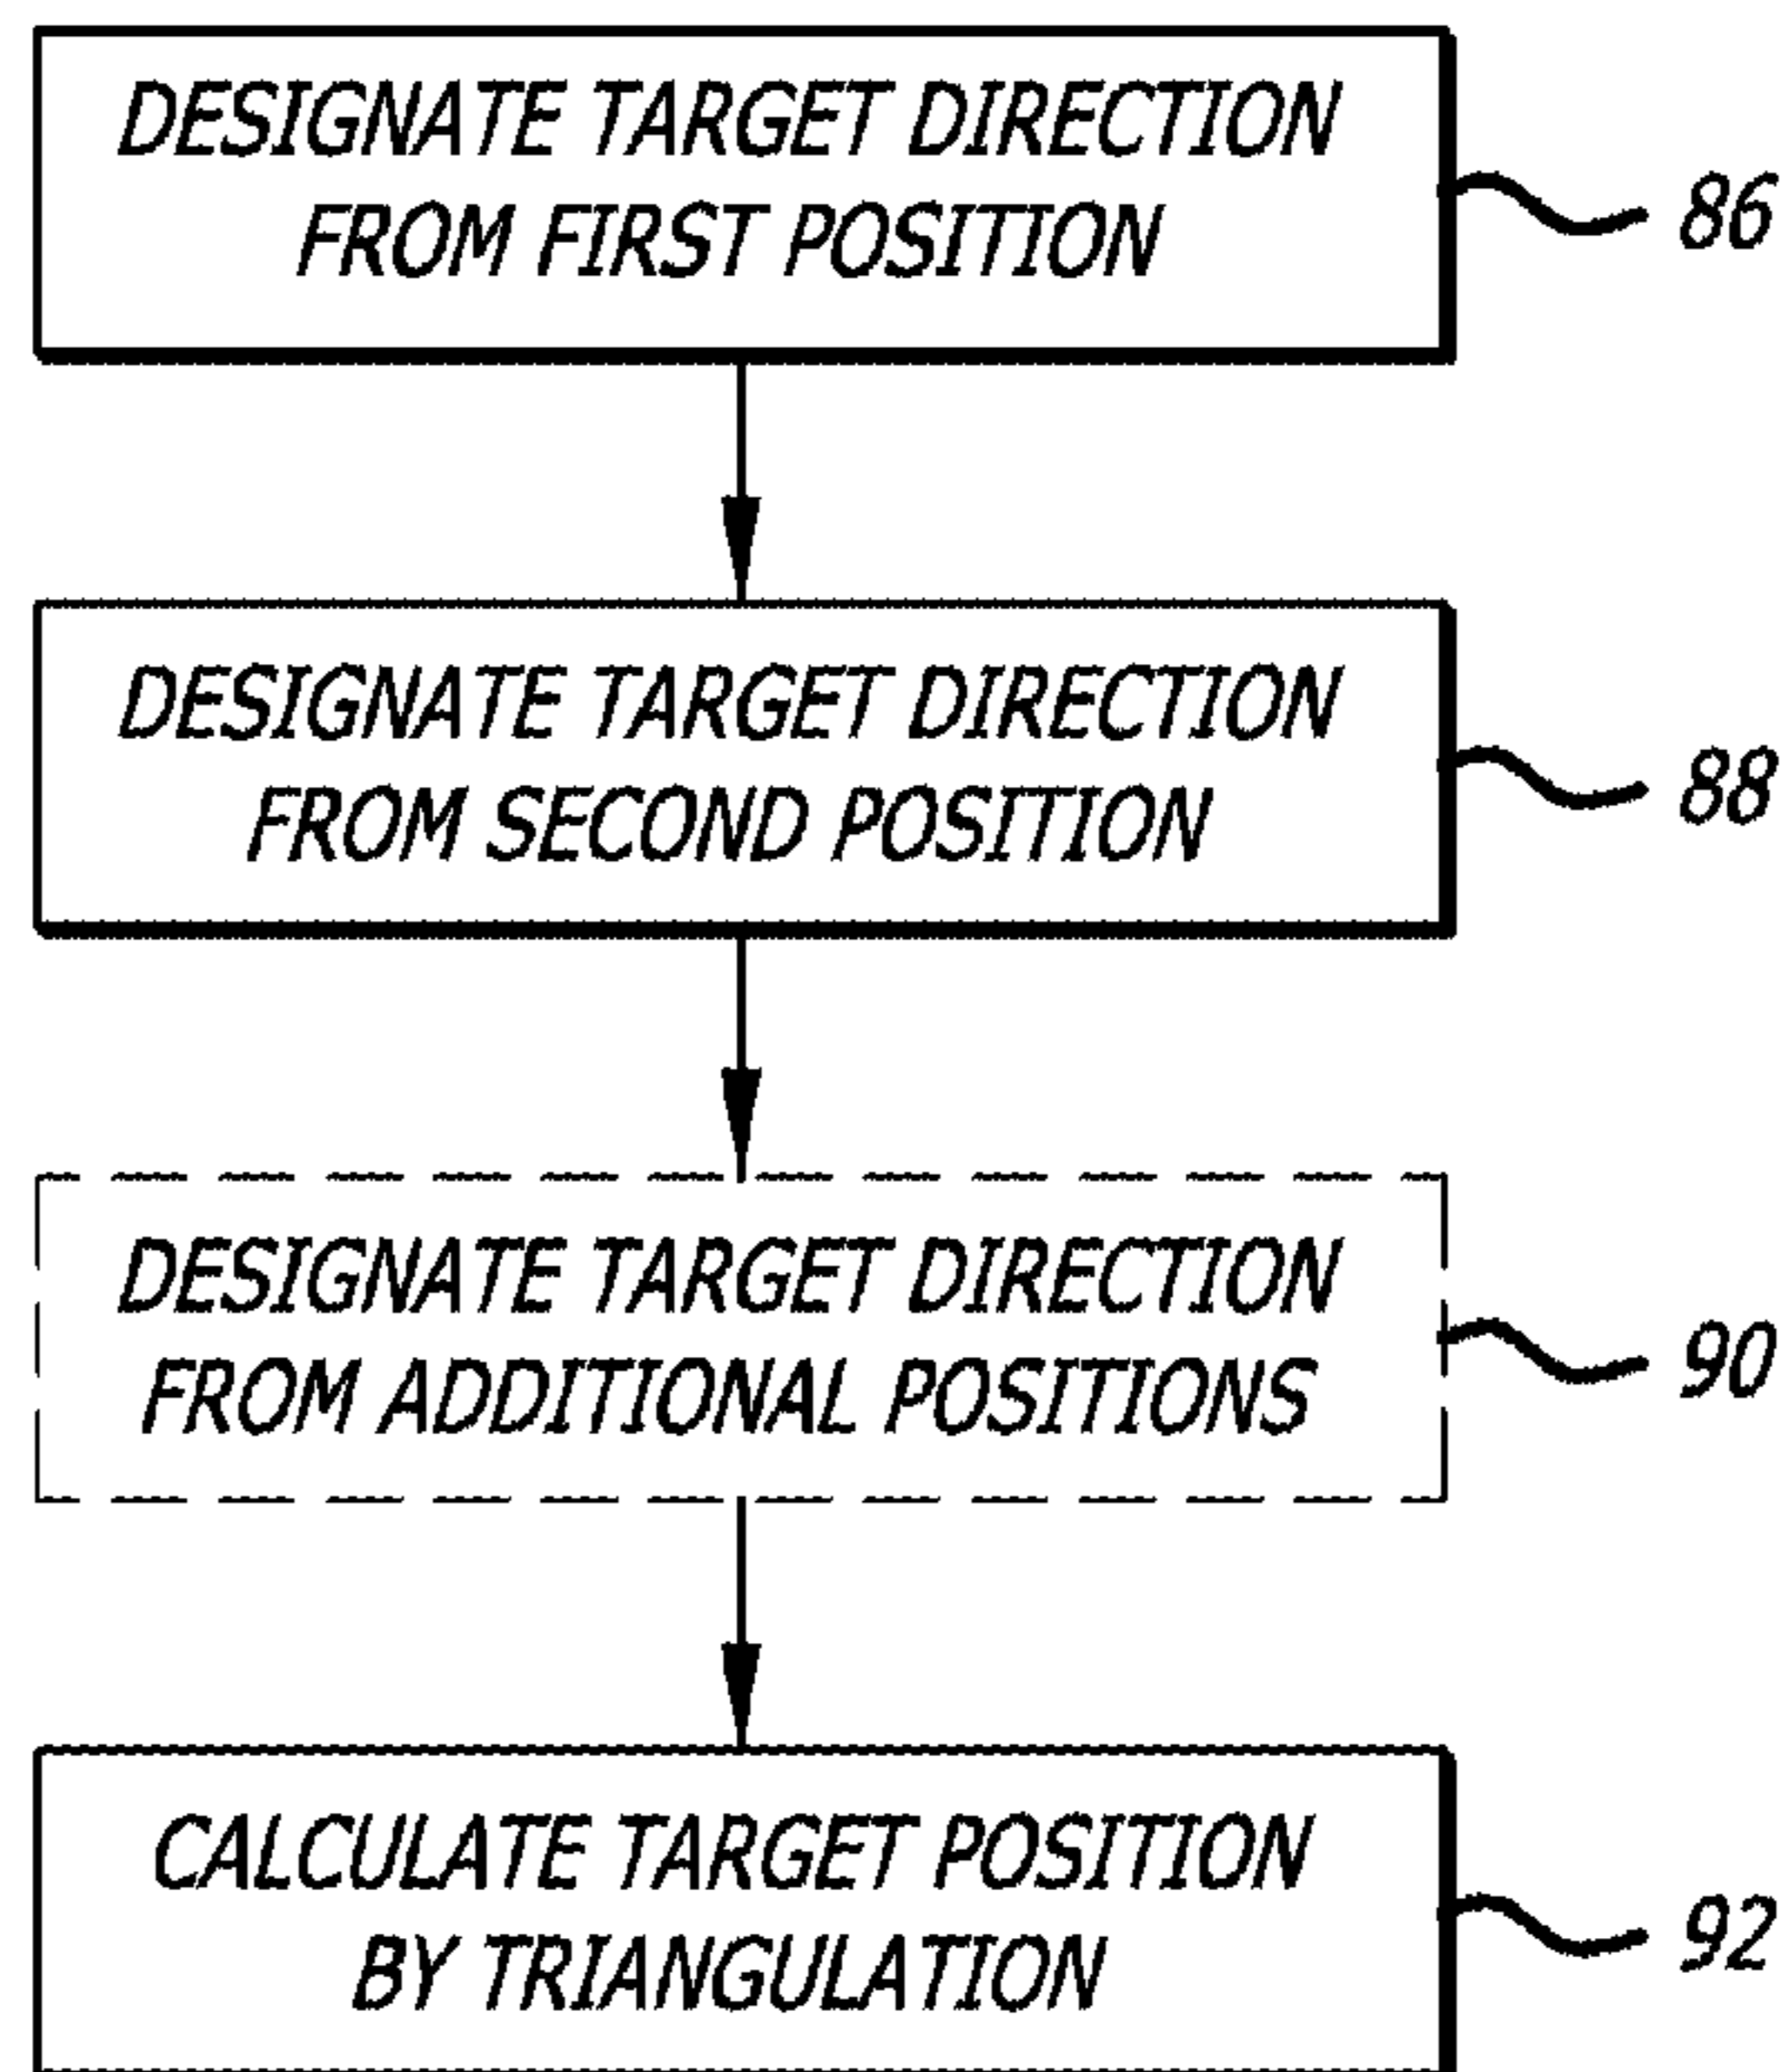 DESIGNATE TARGET DIRECTION
FROM FIRST POSITION
86
DESIGNATE TARGET DIRECTION
FROM SECOND POSITION
88
DESIGNATE TARGET DIRECTION
FROM ADDITIONAL POSITIONS
90
CALCULATE TARGET POSITION
BY TRIANGULATION
92